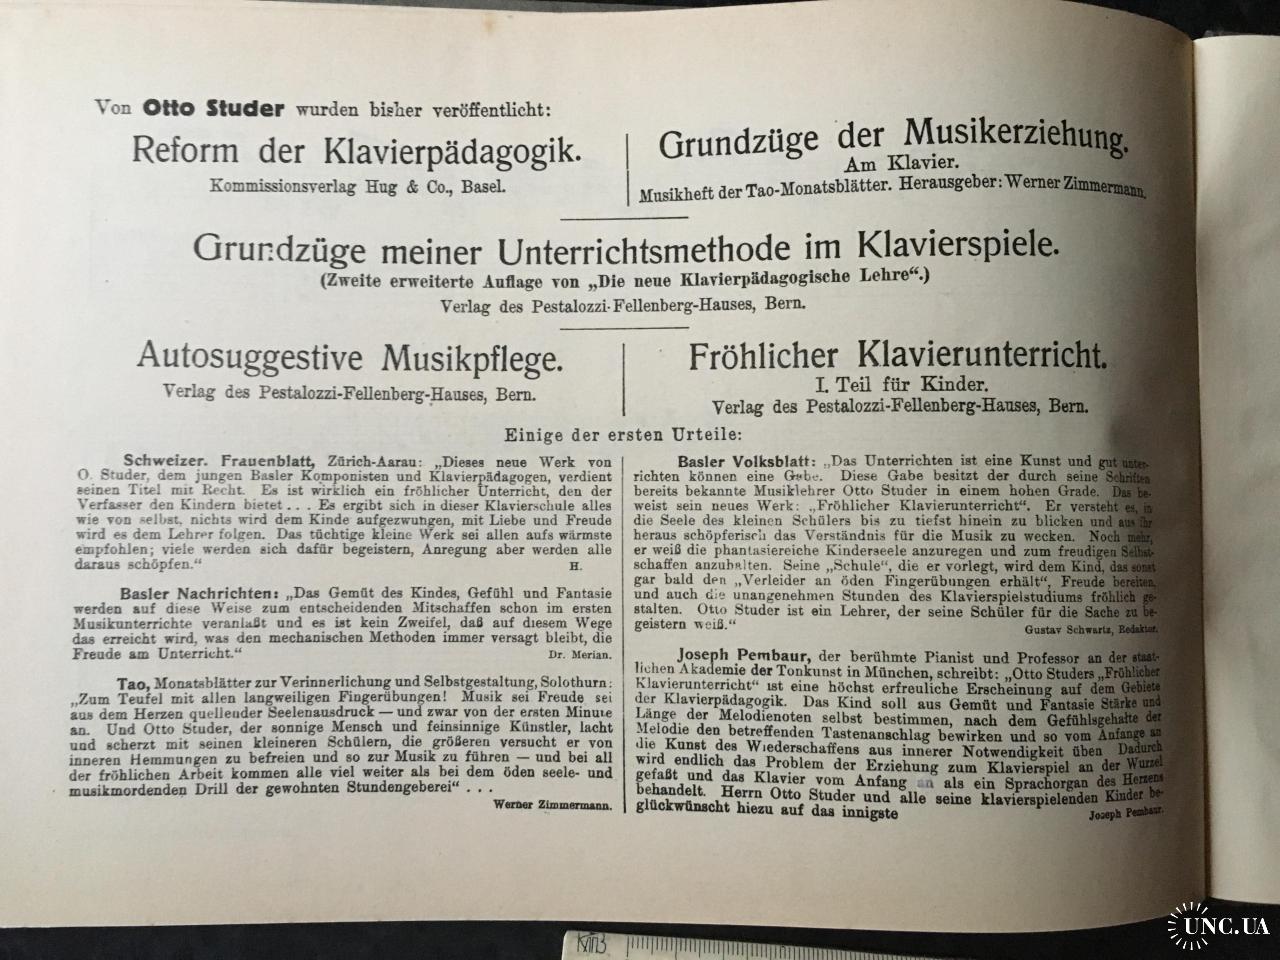 Von Otto Studer wurden bisher veröffentlicht:
Reform der Klavierpädagogik.
Kommissionsverlag Hug & Co., Basel.
Grundzüge der Musikerziehung.
Am Klavier.
Musikheft der Tao-Monatsblätter. Herausgeber: Werner Zimmermann.
Grundzüge meiner Unterrichtsmethode im Klavierspiele.
(Zweite erweiterte Auflage von „Die neue Klavierpädagogische Lehre“.)
Verlag des Pestalozzi-Fellenberg-Hauses, Bern.
Autosuggestive Musikpflege.
Verlag des Pestalozzi-Fellenberg-Hauses, Bern.
Fröhlicher Klavierunterricht.
I. Teil für Kinder.
Verlag des Pestalozzi-Fellenberg-Hauses, Bern.
Einige der ersten Urteile:
Schweizer. Frauenblatt, Zürich-Aarau: „Dieses neue Werk von
O. Studer, dem jungen Basler Komponisten und Klavierpädagogen, verdient
seinen Titel mit Recht. Es ist wirklich ein fröhlicher Unterricht, den der
Verfasser den Kindern bietet... Es ergibt sich in dieser Klavierschule alles
wie von selbst, nichts wird dem Kinde aufgezwungen, mit Liebe und Freude
wird es dem Lehrer folgen. Das tüchtige kleine Werk sei allen aufs wärmste
empfohlen; viele werden sich dafür begeistern, Anregung aber werden alle
daraus schöpfen.“ H.
Basler Nachrichten: „Das Gemüt des Kindes, Gefühl und Fantasie
werden auf diese Weise zum entscheidenden Mitschaffen schon im ersten
Musikunterrichte veranlaßt und es ist kein Zweifel, daß auf diesem Wege
das erreicht wird, was den mechanischen Methoden immer versagt bleibt, die
Freude am Unterricht.“ Dr. Merian.
Tao, Monatsblätter zur Verinnerlichung und Selbstgestaltung, Solothurn:
„Zum Teufel mit allen langweiligen Fingerübungen! Musik sei Freude sei
aus dem Herzen quellender Seelenausdruck — und zwar von der ersten Minute
an. Und Otto Studer, der sonnige Mensch und feinsinnige Künstler, lacht
und scherzt mit seinen kleineren Schülern, die größeren versucht er von
inneren Hemmungen zu befreien und so zur Musik zu führen — und bei all
der fröhlichen Arbeit kommen alle viel weiter als bei dem öden seele- und
musikmordenden Drill der gewohnten Stundengeberei“ . . .
Werner Zimmermann.
Basler Volksblatt: „Das Unterrichten ist eine Kunst und gut unter-
richten können eine Gabe. Diese Gabe besitzt der durch seine Schriften
bereits bekannte Musiklehrer Otto Studer in einem hohen Grade. Das be-
weist sein neues Werk: „Fröhlicher Klavierunterricht“. Er versteht es, in
die Seele des kleinen Schülers bis zu tiefst hinein zu blicken und aus ihr
heraus schöpferisch das Verständnis für die Musik zu wecken. Noch mehr,
er weiß die phantasiereiche Kinderseele anzuregen und zum freudigen Selbst-
schaffen anzuhalten. Seine „Schule“, die er vorlegt, wird dem Kind, das sonst
gar bald den „Verleider an öden Fingerübungen erhält“, Freude bereiten,
und auch die unangenehmen Stunden des Klavierspielstudiums fröhlich ge-
stalten. Otto Studer ist ein Lehrer, der seine Schüler für die Sache zu be-
geistern weiß.“ Gustav Schwartz, Redaktor.
Joseph Pembaur, der berühmte Pianist und Professor an der staat-
lichen Akademie der Tonkunst in München, schreibt: „Otto Studers „Fröhlicher
Klavierunterricht“ ist eine höchst erfreuliche Erscheinung auf dem Gebiete
der Klavierpädagogik. Das Kind soll aus Gemüt und Fantasie Stärke und
Länge der Melodienoten selbst bestimmen, nach dem Gefühlsgehalte der
Melodie den betreffenden Tastenanschlag bewirken und so vom Anfange an
die Kunst des Wiederschaffens aus innerer Notwendigkeit üben Dadurch
wird endlich das Problem der Erziehung zum Klavierspiel an der Wurzel
gefaßt und das Klavier vom Anfang an als ein Sprachorgan des Herzens
behandelt. Herrn Otto Studer und alle seine klavierspielenden Kinder be-
glückwünscht hiezu auf das innigste Joseph Pembaur.
КПЗ
UNC.UA